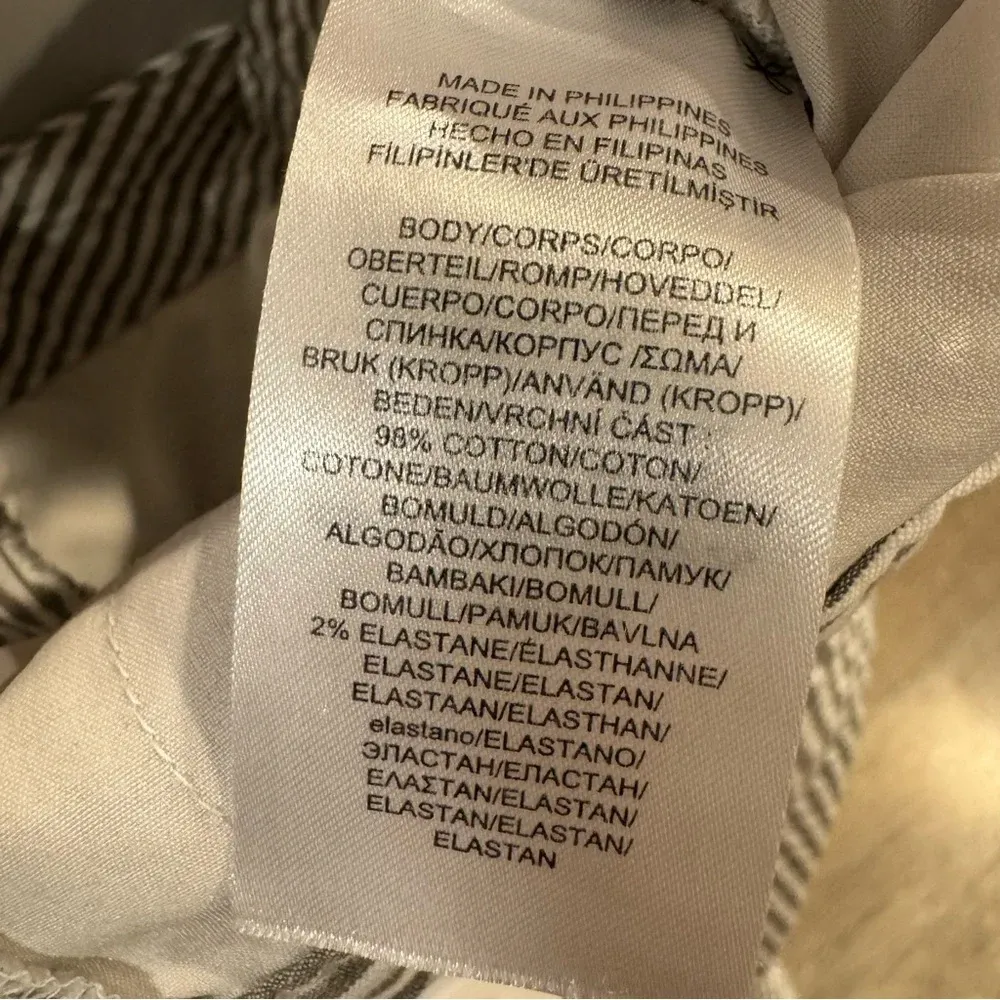 MADE IN PHILIPPINES
FABRIQUÉ AUX PHILIPPINES
HECHO EN FILIPINAS
FİLİPİNLER'DE ÜRETİLMİŞTİR
BODY/CORPS/CORPO/
OBERTEIL/ROMP/HOVEDDEL/
CUERPO/CORPO/ПЕРЕД И
СПИНКА/КОРПУС /ΣΩΜΑ/
BRUK (KROPP)/ANVÄND (KROPP)/
BEDEN/VRCHNÍ ČÁST :
98% COTTON/COTON/
COTONE/BAUMWOLLE/KATOEN/
BOMULD/ALGODÓN/
ALGODÃO/ХЛОПОК/ПАМУК/
BAMBAKI/BOMULL/
BOMULL/PAMUK/BAVLNA
2% ELASTANE/ÉLASTHANNE/
ELASTANE/ELASTAN/
ELASTAAN/ELASTHAN/
elastano/ELASTANO/
ЭЛАСТАН/ЕЛАСТАН/
ΕΛΑΣΤΑΝ/ELASTAN/
ELASTAN/ELASTAN/
ELASTAN